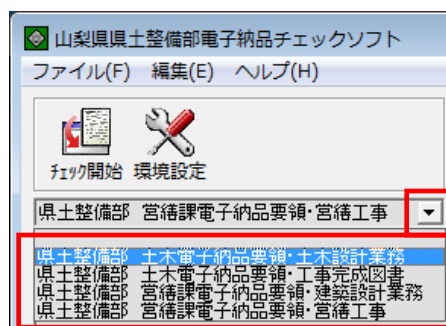 山梨県県土整備部電子納品チェックソフト
ファイル(F) 編集(E) ヘルプ(H)
ﾁｪｯｸ開始 環境設定
県土整備部 営繕課電子納品要領・営繕工事
県土整備部 土木電子納品要領・土木設計業務
県土整備部 土木電子納品要領・工事完成図書
県土整備部 営繕課電子納品要領・建築設計業務
県土整備部 営繕課電子納品要領・営繕工事